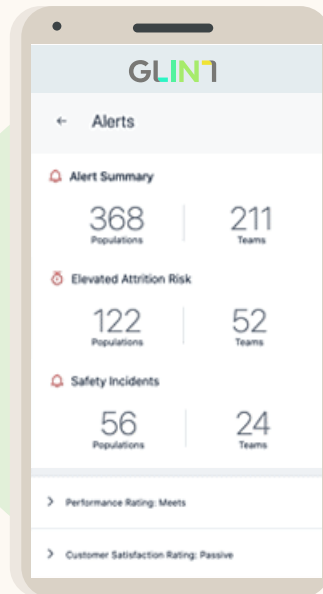 GLINT
← Alerts
Alert Summary
368 211
Populations Teams
Elevated Attrition Risk
122 52
Populations Teams
Safety Incidents
56 24
Populations Teams
Performance Rating: Meets
Customer Satisfaction Rating: Passive